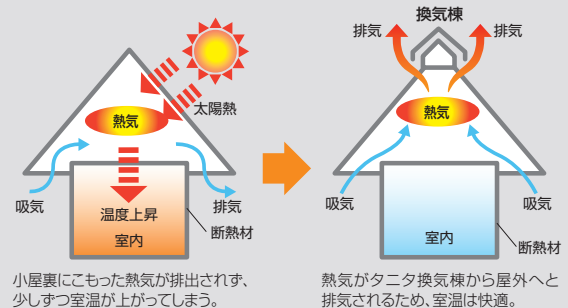 換気棟
排気
排気
太陽熱
熱気
熱気
吸気
排気
温度上昇
室内
断熱材
吸気
吸気
室内
断熱材
小屋裏にこもった熱気が排出されず、
少しずつ室温が上がってしまう。
熱気がタニタ換気棟から屋外へと
排気されるため、室温は快適。